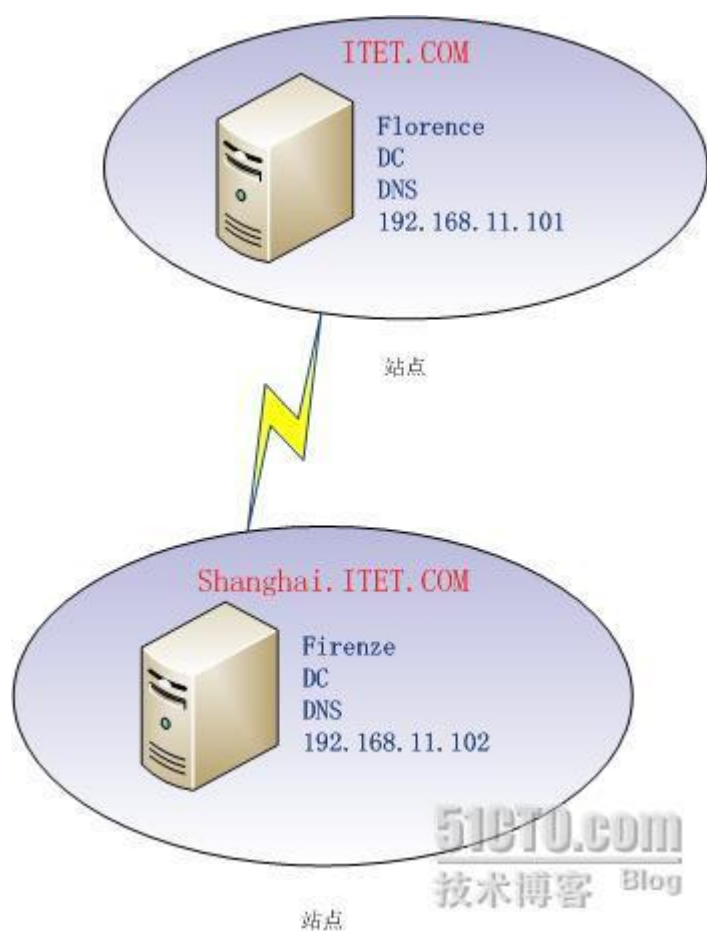 ITET.COM
Florence
DC
DNS
192.168.11.101
站点
Shanghai.ITET.COM
Firenze
DC
DNS
192.168.11.102
51CTO.com
技术博客 Blog
站点